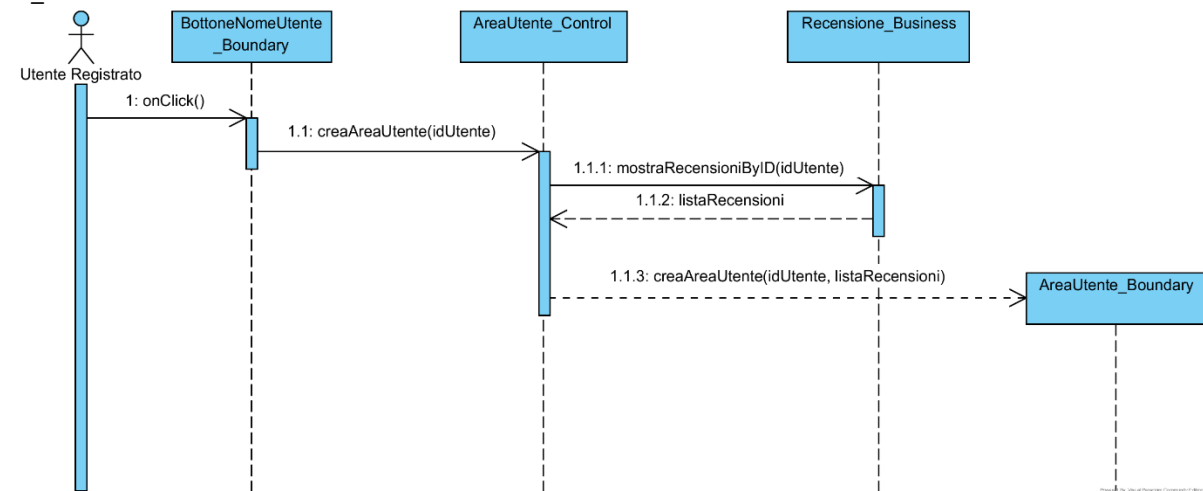 BottoneNomeUtente
_Boundary
AreaUtente_Control
Recensione_Business
Utente Registrato
1: onClick()
1.1: creaAreaUtente(idUtente)
1.1.1: mostraRecensioniByID(idUtente)
1.1.2: listaRecensioni
1.1.3: creaAreaUtente(idUtente, listaRecensioni)
AreaUtente_Boundary